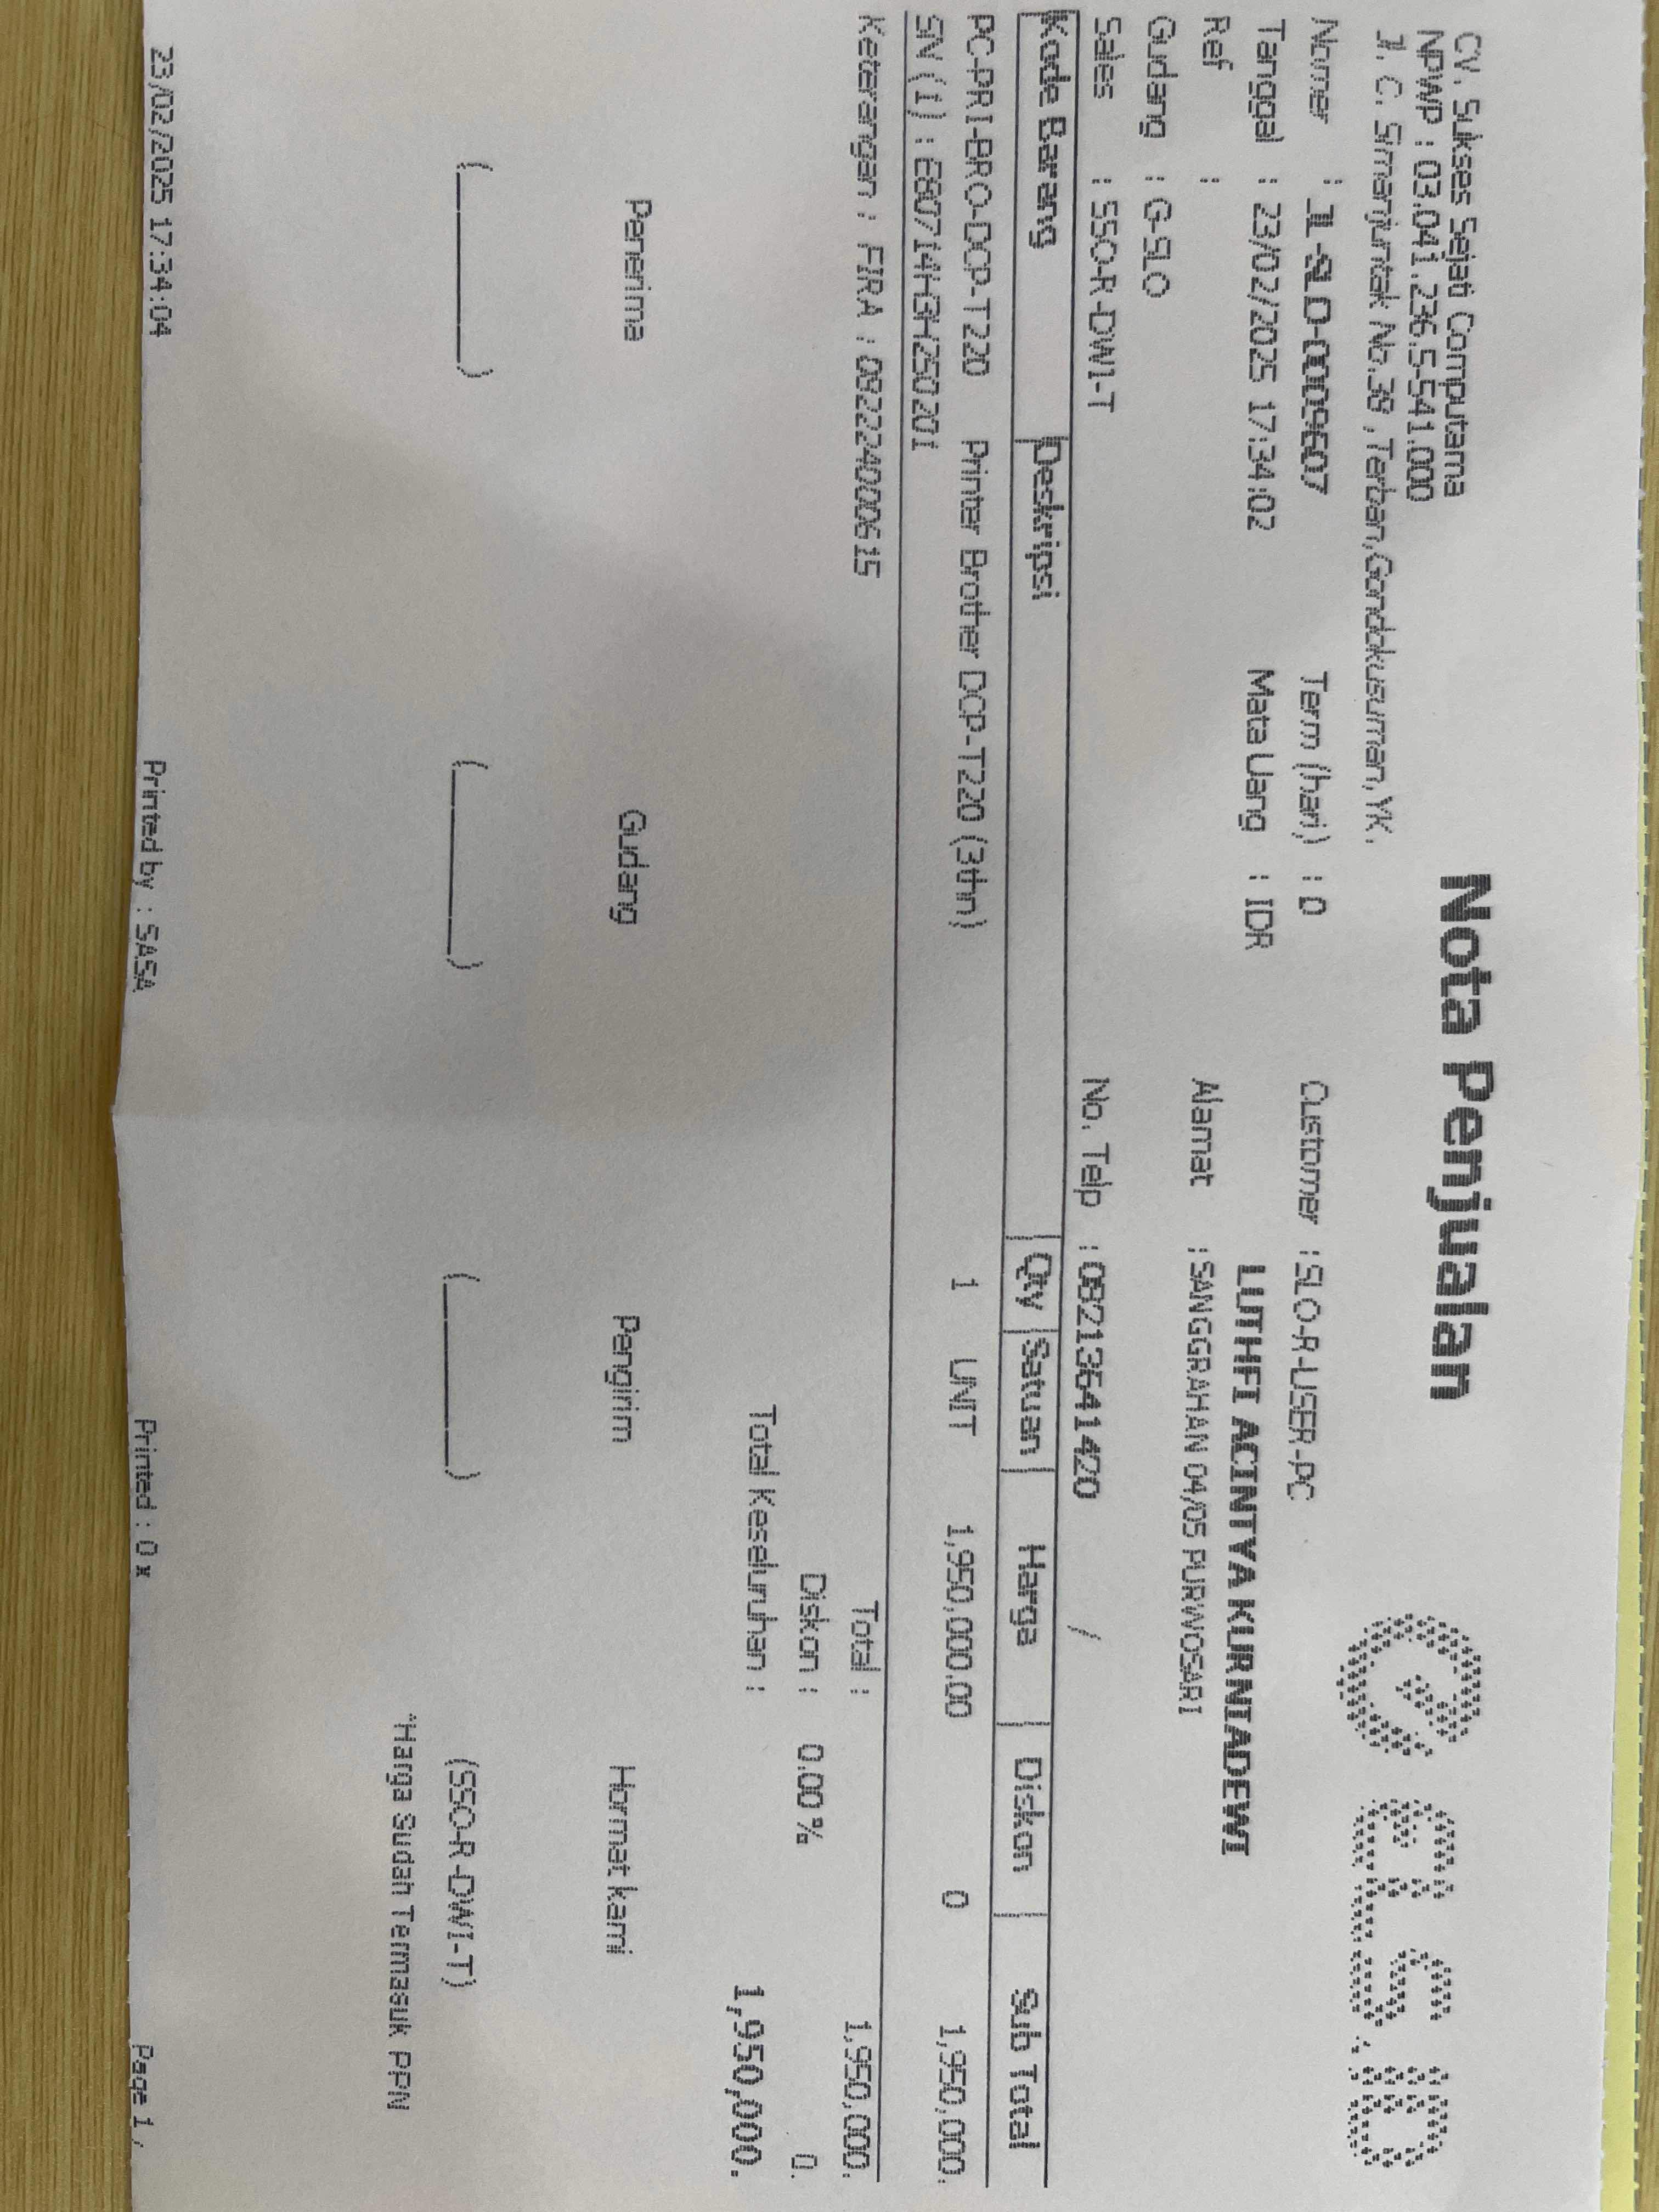 Nota Penjualan
CV. Sukses Sejati Computama
NPWP : 03.041.236.5-541.000
Jl. C. Simanjuntak No.39 ,Terban,Gondokusuman,YK.
Nomer : JL-SLO-0009607 Term (hari) : 0 Customer : SLO-R-USER-PC
Tanggal : 23/02/2025 17:34:02 Mata Uang : IDR LUTHFI ACINTYA KURNIADEWI
Ref : Alamat : SANGGRAHAN 04/05 PURWOSARI
Gudang : G-SLO
Sales : SSO-R-DWI-T No. Telp : 08213641420 /
Kode Barang Deskripsi Qty Satuan Harga Diskon Sub Total
PC-PRI-BRO-DCP-T220 Printer Brother DCP-T220 (3thn) 1 UNIT 1,950,000.00 0 1,950,000.
SN (1) : E80714H3H250201
Keterangan : FIRA : 082224000615 Total : 1,950,000.
Diskon : 0.00 % 0.
Total Keseluruhan : 1,950,000.
Penerima Gudang Pengirim Hormat kami
(SSO-R-DWI-T)
*Harga Sudah Termasuk PPN
23/02/2025 17:34:04 Printed by : SASA Printed : 0 x Page 1 /